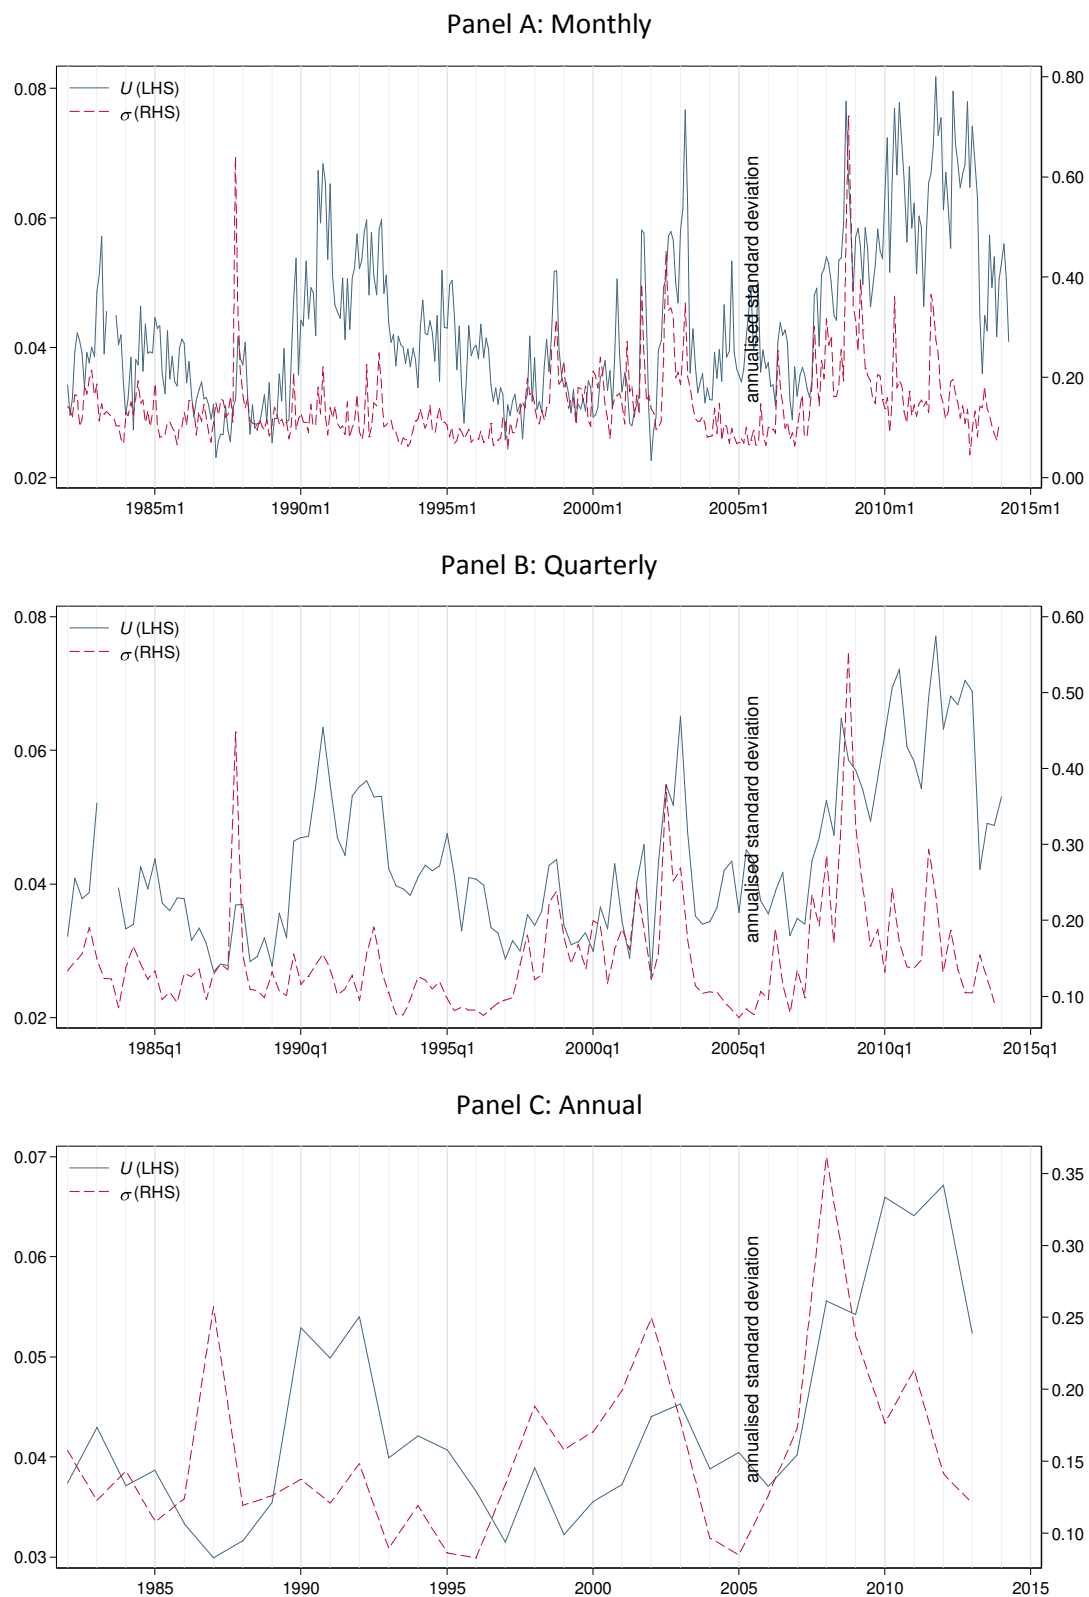 Panel A: Monthly
U (LHS)
σ (RHS)
0.08
0.06
0.04
0.02
0.80
0.60
0.40
0.20
0.00
annualised standard deviation
1985m1 1990m1 1995m1 2000m1 2005m1 2010m1 2015m1
Panel B: Quarterly
U (LHS)
σ (RHS)
0.08
0.06
0.04
0.02
0.60
0.50
0.40
0.30
0.20
0.10
annualised standard deviation
1985q1 1990q1 1995q1 2000q1 2005q1 2010q1 2015q1
Panel C: Annual
U (LHS)
σ (RHS)
0.07
0.06
0.05
0.04
0.03
0.35
0.30
0.25
0.20
0.15
0.10
annualised standard deviation
1985 1990 1995 2000 2005 2010 2015